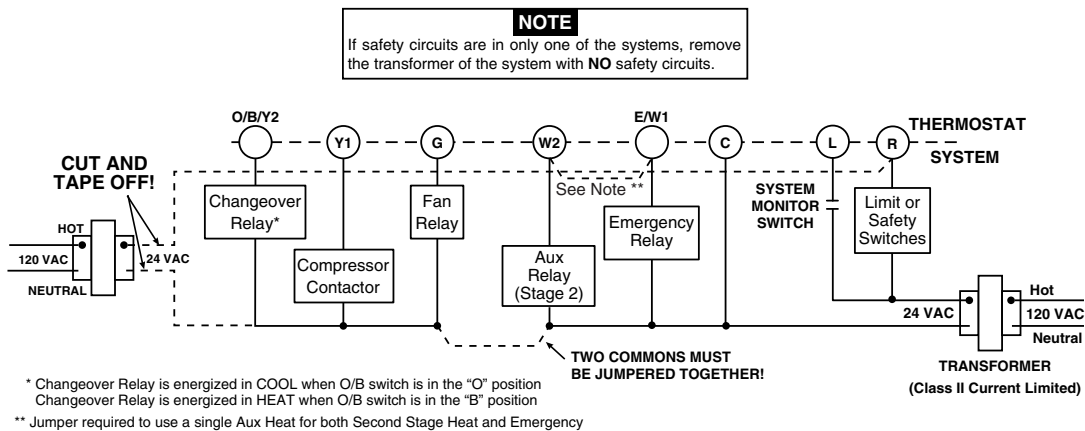 NOTE
If safety circuits are in only one of the systems, remove
the transformer of the system with NO safety circuits.
O/B/Y2
E/W1
Y1
G
W2
C
L
R
THERMOSTAT
SYSTEM
CUT AND
TAPE OFF!
See Note **
SYSTEM
MONITOR
SWITCH
Changeover
Relay*
Fan
Relay
Emergency
Relay
Limit or
Safety
Switches
HOT
120 VAC
24 VAC
NEUTRAL
Compressor
Contactor
Aux
Relay
(Stage 2)
24 VAC
Hot
120 VAC
Neutral
TWO COMMONS MUST
BE JUMPERED TOGETHER!
TRANSFORMER
(Class II Current Limited)
* Changeover Relay is energized in COOL when O/B switch is in the “O” position
Changeover Relay is energized in HEAT when O/B switch is in the “B” position
** Jumper required to use a single Aux Heat for both Second Stage Heat and Emergency